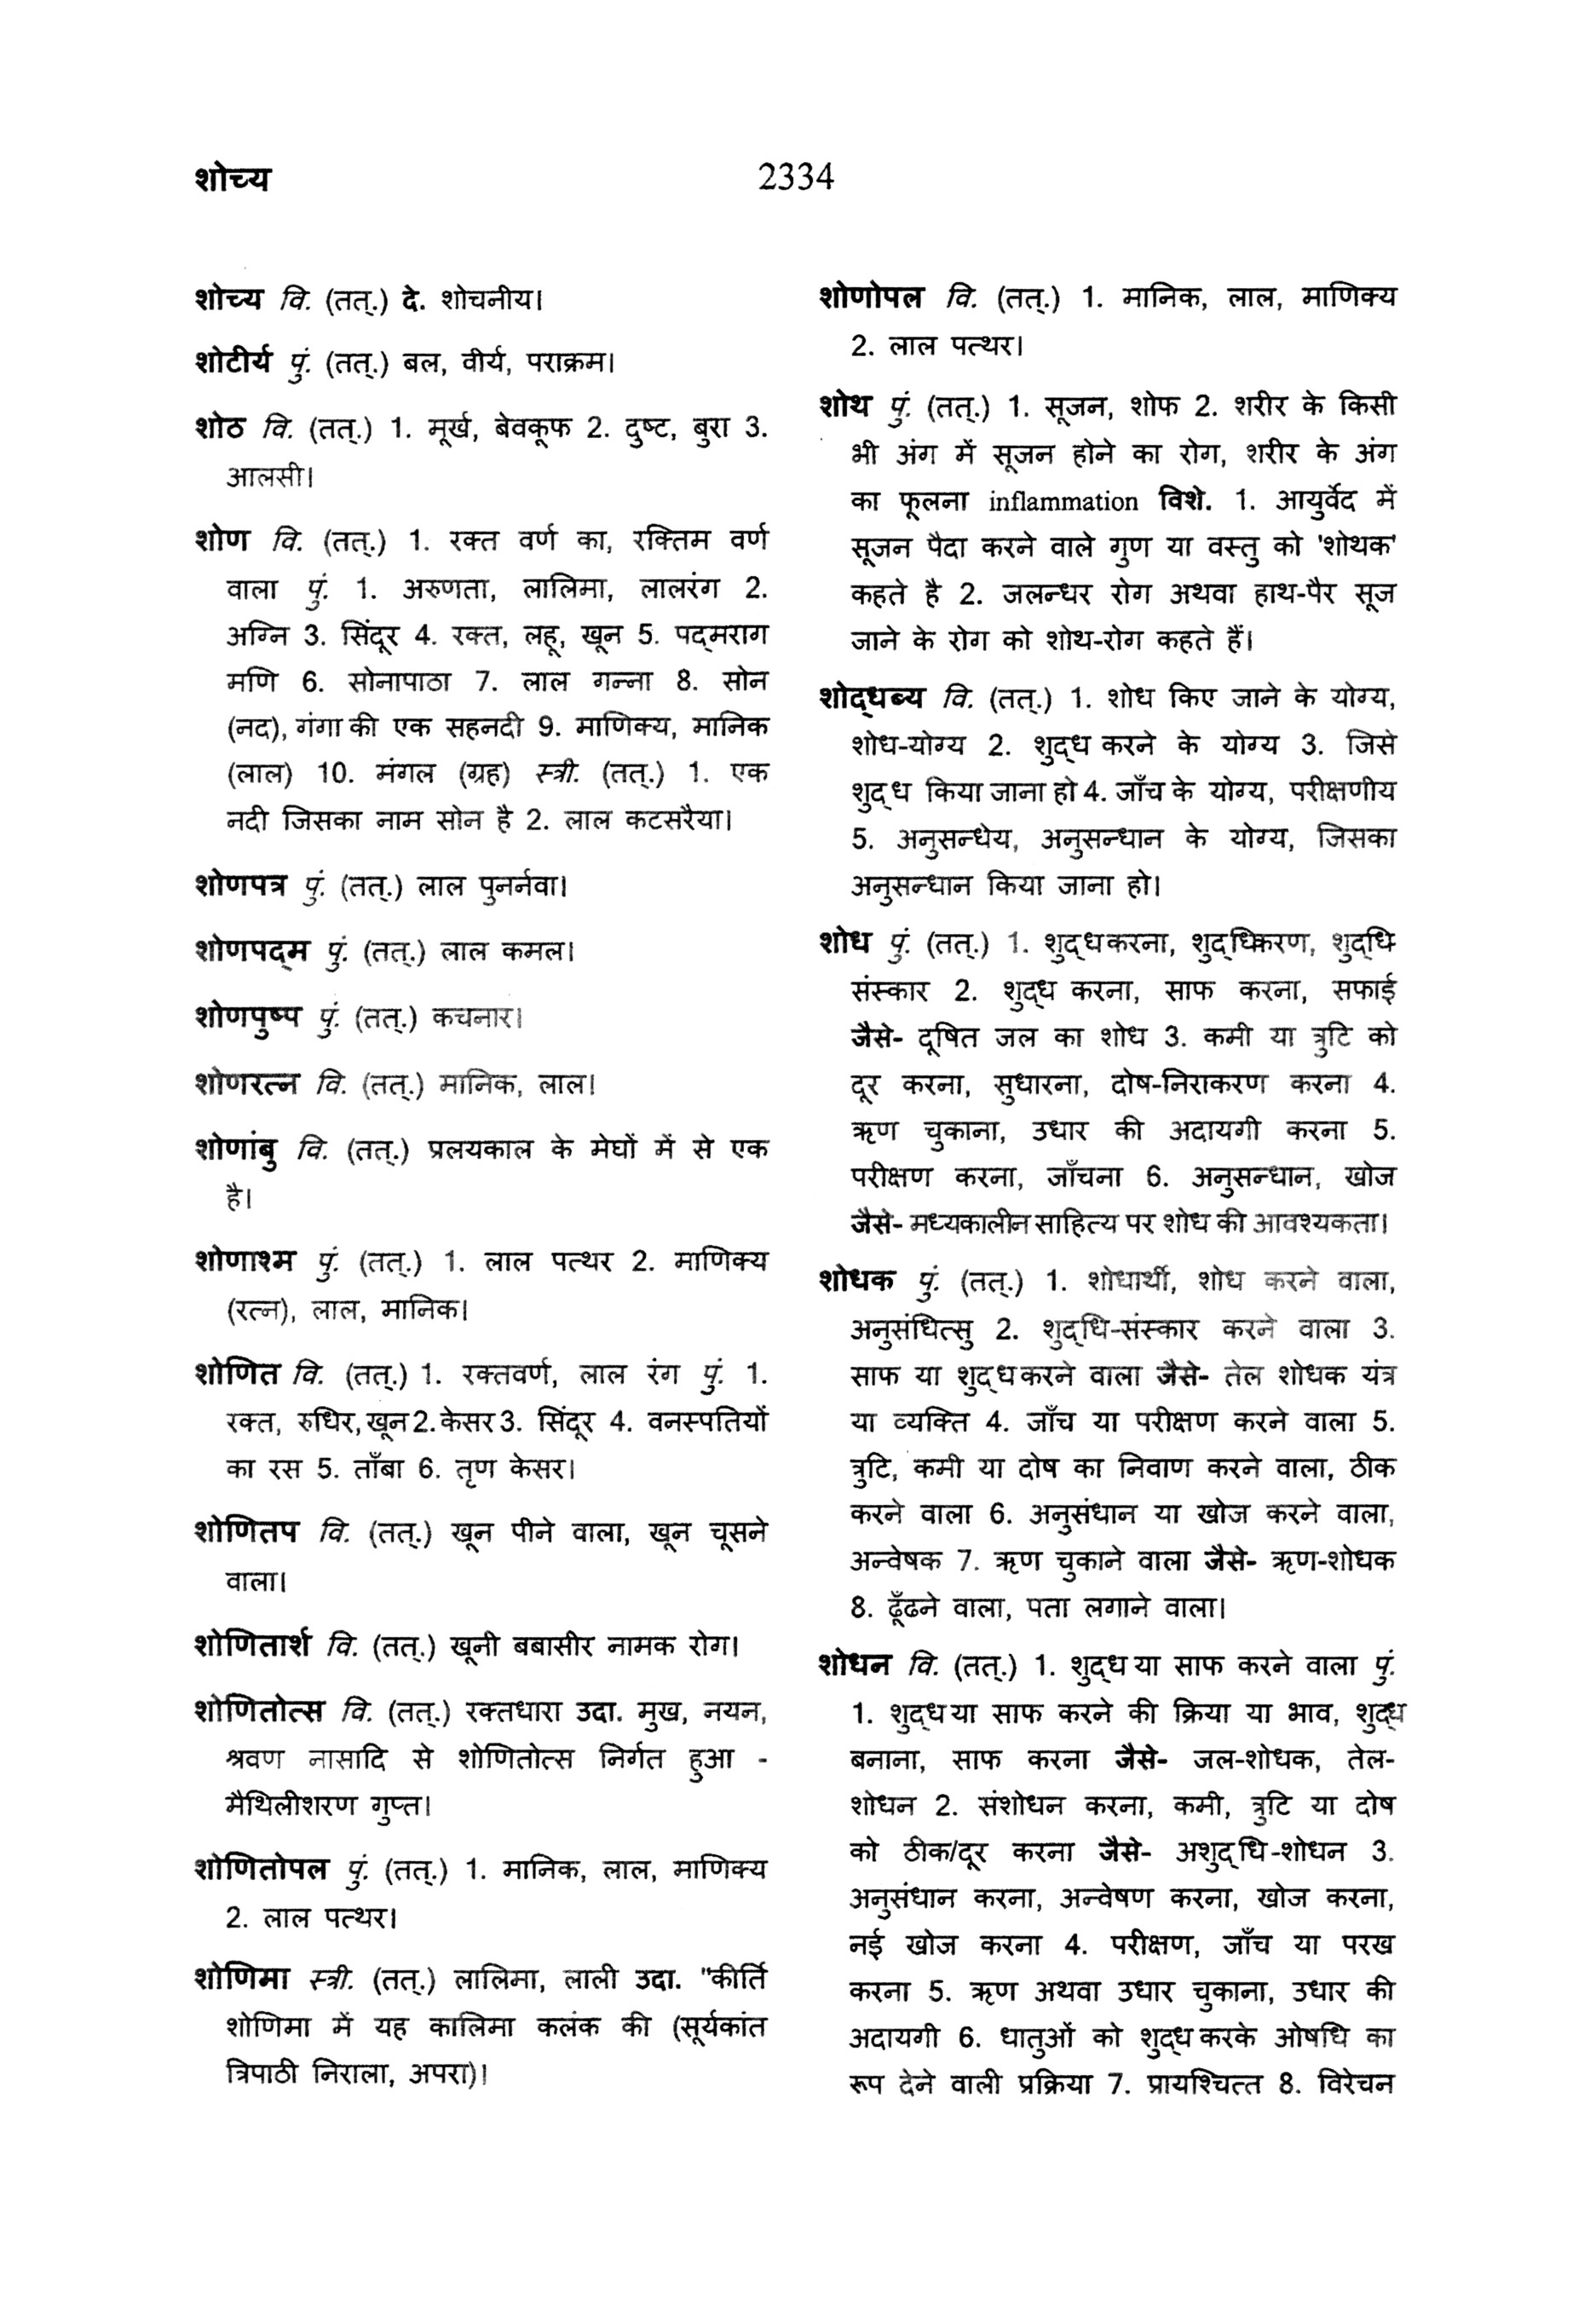 शोच्य
2334
शोच्य वि. (तत्.) दे. शोचनीय।
शोटीर्य पुं. (तत्.) बल, वीर्य, पराक्रम।
शोठ वि. (तत्.) 1. मूर्ख, बेवकूफ 2. दुष्ट, बुरा 3.
आलसी।
शोण वि. (तत्.) 1. रक्त वर्ण का, रक्तिम वर्ण
वाला पुं. 1. अरुणता, लालिमा, लालरंग 2.
अग्नि 3. सिंदूर 4. रक्त, लहू, खून 5. पद्मराग
मणि 6. सोनापाठा 7. लाल गन्ना 8. सोन
(नद), गंगा की एक सहनदी 9. माणिक्य, मानिक
(लाल) 10. मंगल (ग्रह) स्त्री. (तत्.) 1. एक
नदी जिसका नाम सोन है 2. लाल कटसरैया।
शोणपत्र पुं. (तत्.) लाल पुनर्नवा।
शोणपद्म पुं. (तत्.) लाल कमल।
शोणपुष्प पुं. (तत्.) कचनार।
शोणरत्न वि. (तत्.) मानिक, लाल।
शोणांबु वि. (तत्.) प्रलयकाल के मेघों में से एक
है।
शोणाश्म पुं. (तत्.) 1. लाल पत्थर 2. माणिक्य
(रत्न), लाल, मानिक।
शोणित वि. (तत्.) 1. रक्तवर्ण, लाल रंग पुं. 1.
रक्त, रुधिर, खून 2. केसर 3. सिंदूर 4. वनस्पतियों
का रस 5. ताँबा 6. तृण केसर।
शोणितप वि. (तत्.) खून पीने वाला, खून चूसने
वाला।
शोणितार्श वि. (तत्.) खूनी बबासीर नामक रोग।
शोणितोत्स वि. (तत्.) रक्तधारा उदा. मुख, नयन,
श्रवण नासादि से शोणितोत्स निर्गत हुआ -
मैथिलीशरण गुप्त।
शोणितोपल पुं. (तत्.) 1. मानिक, लाल, माणिक्य
2. लाल पत्थर।
शोणिमा स्त्री. (तत्.) लालिमा, लाली उदा. "कीर्ति
शोणिमा में यह कालिमा कलंक की (सूर्यकांत
त्रिपाठी निराला, अपरा)।
शोणोपल वि. (तत्.) 1. मानिक, लाल, माणिक्य
2. लाल पत्थर।
शोथ पुं. (तत्.) 1. सूजन, शोफ 2. शरीर के किसी
भी अंग में सूजन होने का रोग, शरीर के अंग
का फूलना inflammation विशे. 1. आयुर्वेद में
सूजन पैदा करने वाले गुण या वस्तु को 'शोथक'
कहते है 2. जलन्धर रोग अथवा हाथ-पैर सूज
जाने के रोग को शोथ-रोग कहते हैं।
शोद्धव्य वि. (तत्.) 1. शोध किए जाने के योग्य,
शोध-योग्य 2. शुद्ध करने के योग्य 3. जिसे
शुद्ध किया जाना हो 4. जाँच के योग्य, परीक्षणीय
5. अनुसन्धेय, अनुसन्धान के योग्य, जिसका
अनुसन्धान किया जाना हो।
शोध पुं. (तत्.) 1. शुद्ध करना, शुद्धिकरण, शुद्धि
संस्कार 2. शुद्ध करना, साफ करना, सफाई
जैसे- दूषित जल का शोध 3. कमी या त्रुटि को
दूर करना, सुधारना, दोष-निराकरण करना 4.
ऋण चुकाना, उधार की अदायगी करना 5.
परीक्षण करना, जाँचना 6. अनुसन्धान, खोज
जैसे- मध्यकालीन साहित्य पर शोध की आवश्यकता।
शोधक पुं. (तत्.) 1. शोधार्थी, शोध करने वाला,
अनुसंधित्सु 2. शुद्धि-संस्कार करने वाला 3.
साफ या शुद्ध करने वाला जैसे- तेल शोधक यंत्र
या व्यक्ति 4. जाँच या परीक्षण करने वाला 5.
त्रुटि, कमी या दोष का निवाण करने वाला, ठीक
करने वाला 6. अनुसंधान या खोज करने वाला,
अन्वेषक 7. ऋण चुकाने वाला जैसे- ऋण-शोधक
8. ढूँढने वाला, पता लगाने वाला।
शोधन वि. (तत्.) 1. शुद्ध या साफ करने वाला पुं.
1. शुद्ध या साफ करने की क्रिया या भाव, शुद्ध
बनाना, साफ करना जैसे- जल-शोधक, तेल-
शोधन 2. संशोधन करना, कमी, त्रुटि या दोष
को ठीक/दूर करना जैसे- अशुद्धि-शोधन 3.
अनुसंधान करना, अन्वेषण करना, खोज करना,
नई खोज करना 4. परीक्षण, जाँच या परख
करना 5. ऋण अथवा उधार चुकाना, उधार की
अदायगी 6. धातुओं को शुद्ध करके ओषधि का
रूप देने वाली प्रक्रिया 7. प्रायश्चित्त 8. विरेचन